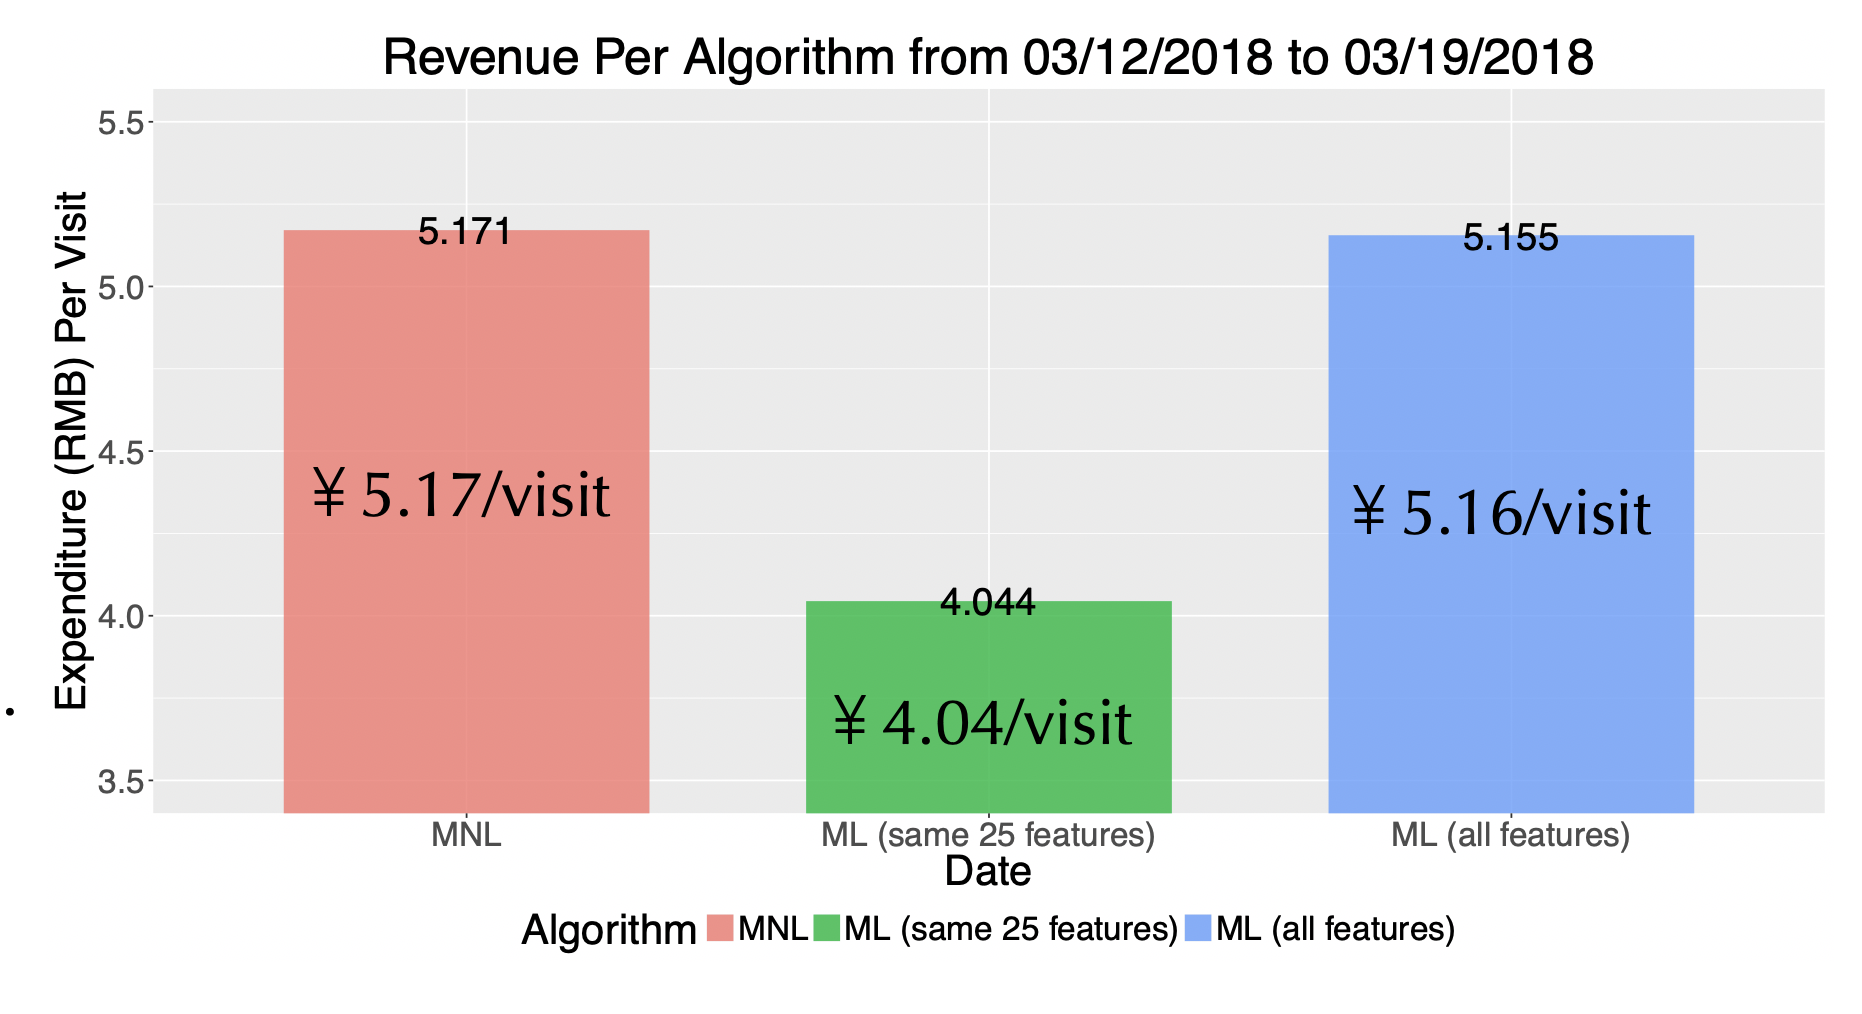 Revenue Per Algorithm from 03/12/2018 to 03/19/2018
Expenditure (RMB) Per Visit
5.5
5.0
4.5
4.0
3.5
5.171
4.044
5.155
¥ 5.17/visit
¥ 4.04/visit
¥ 5.16/visit
MNL
ML (same 25 features)
ML (all features)
Date
Algorithm MNL ML (same 25 features) ML (all features)